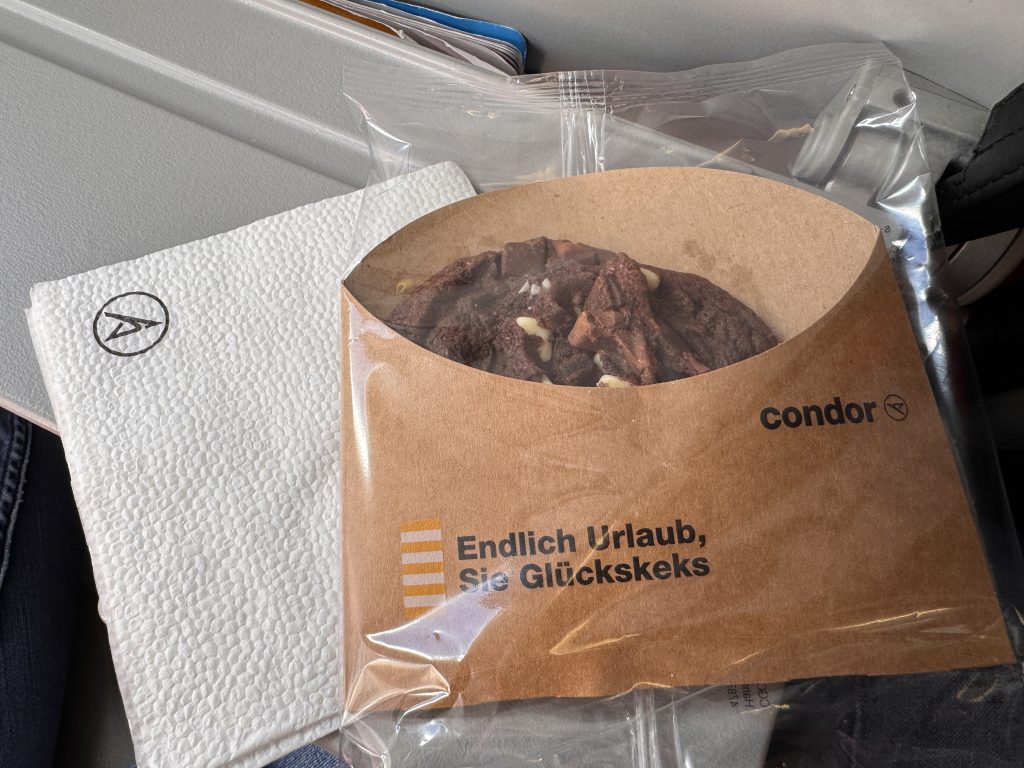 condor
Endlich Urlaub,
Sie Glückskeks